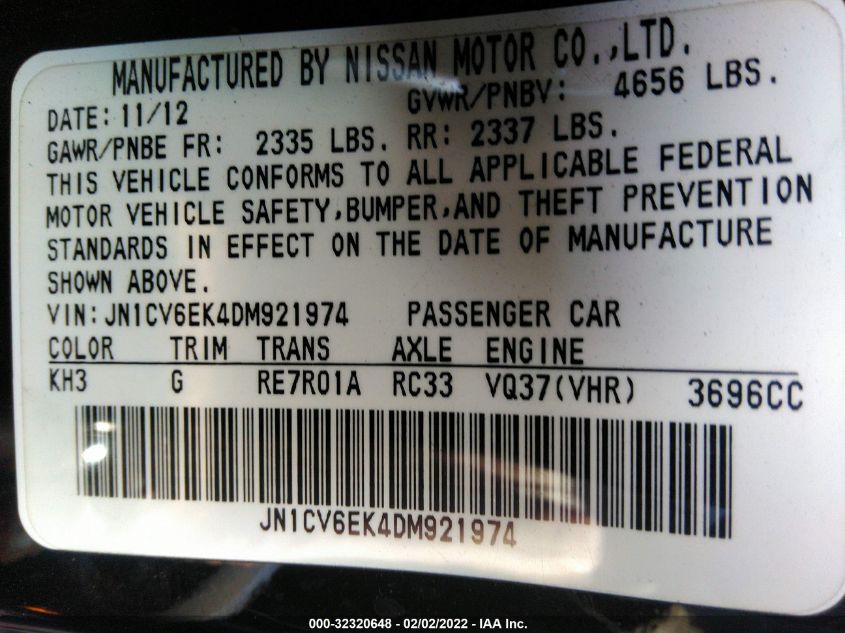 MANUFACTURED BY NISSAN MOTOR CO.,LTD.
DATE: 11/12 GVWR/PNBV: 4656 LBS.
GAWR/PNBE FR: 2335 LBS. RR: 2337 LBS.
THIS VEHICLE CONFORMS TO ALL APPLICABLE FEDERAL
MOTOR VEHICLE SAFETY,BUMPER,AND THEFT PREVENTION
STANDARDS IN EFFECT ON THE DATE OF MANUFACTURE
SHOWN ABOVE.
VIN:JN1CV6EK4DM921974 PASSENGER CAR
COLOR TRIM TRANS AXLE ENGINE
KH3 G RE7R01A RC33 VQ37(VHR) 3696CC
JN1CV6EK4DM921974
000-32320648 - 02/02/2022 - IAA Inc.